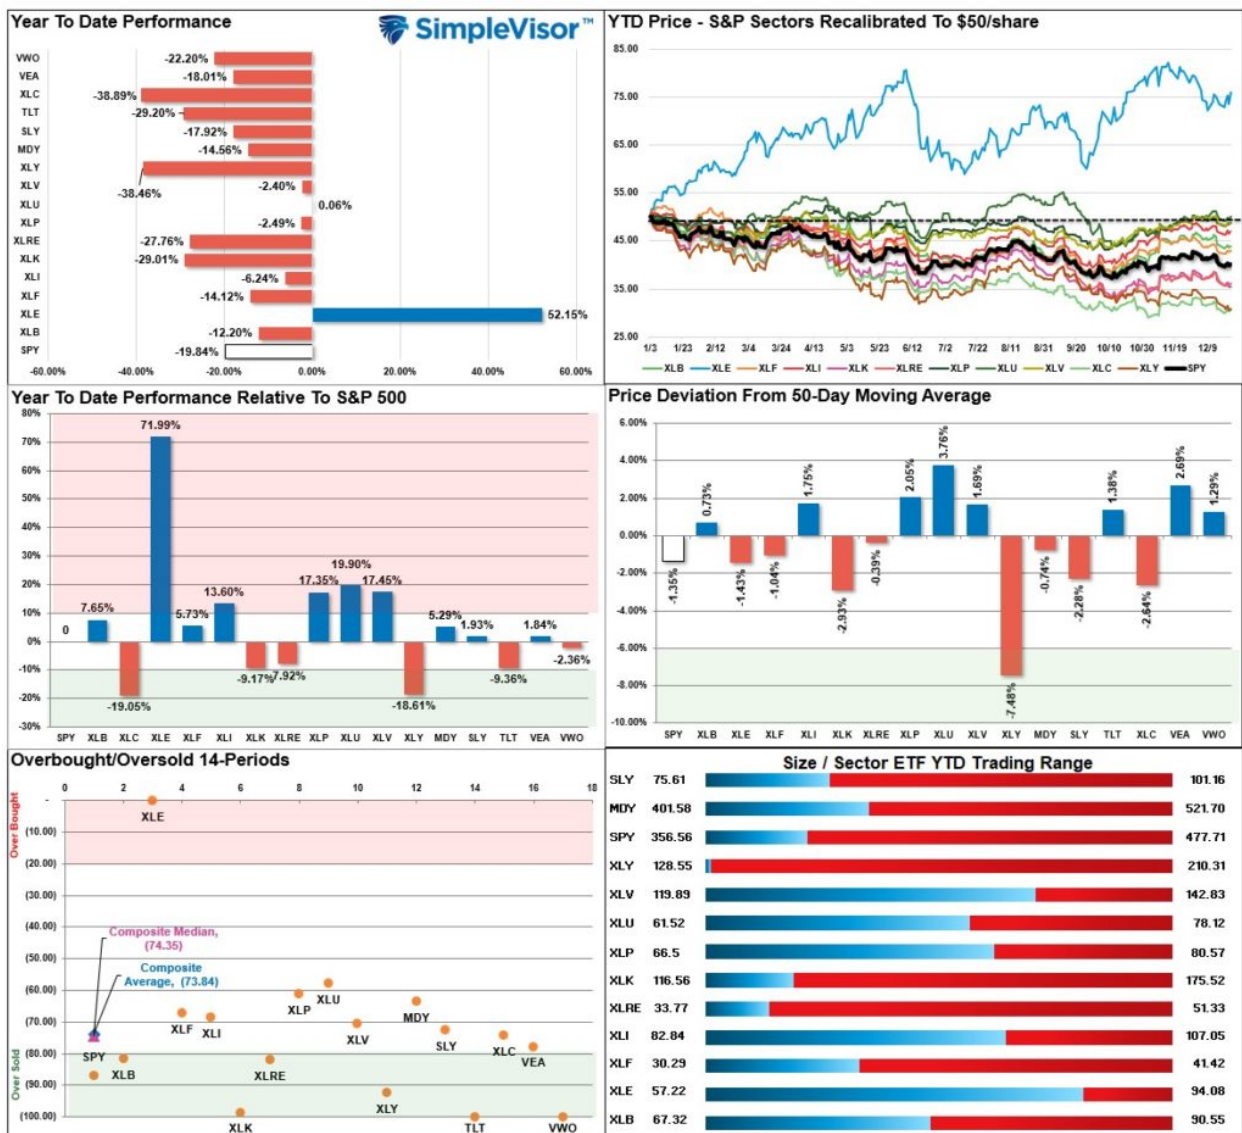 Year To Date Performance
SimpleVisor™
VWO -22.20%
VEA -18.01%
XLC -38.89%
TLT -29.20%
SLY -17.92%
MDY -14.56%
XLY -38.46%
XLV -2.40%
XLU 0.06%
XLP -2.49%
XLRE -27.76%
XLK -29.01%
XLI -6.24%
XLF -14.12%
XLE 52.15%
XLB -12.20%
SPY -19.84%
-60.00% -40.00% -20.00% 0.00% 20.00% 40.00% 60.00%
YTD Price - S&P Sectors Recalibrated To $50/share
85.00
75.00
65.00
55.00
45.00
35.00
25.00
1/3 1/23 2/12 3/4 3/24 4/13 5/3 5/23 6/12 7/2 7/22 8/11 8/31 9/20 10/10 10/30 11/19 12/9
XLB XLE XLF XLI XLK XLRE XLP XLU XLV XLC XLY SPY
Year To Date Performance Relative To S&P 500
80%
70%
60%
50%
40%
30%
20%
10%
0%
-10%
-20%
-30%
0 7.65% -19.05% 71.99% 5.73% 13.60% -9.17% -7.92% 17.35% 19.90% 17.45% -18.61% 5.29% 1.93% -9.36% 1.84% -2.36%
SPY XLB XLC XLE XLF XLI XLK XLRE XLP XLU XLV XLY MDY SLY TLT VEA VWO
Price Deviation From 50-Day Moving Average
6.00%
4.00%
2.00%
0.00%
-2.00%
-4.00%
-6.00%
-8.00%
-10.00%
-1.35% 0.73% -1.43% -1.04% 1.75% -2.93% -0.39% 2.05% 3.76% 1.69% -7.48% -0.74% -2.28% 1.38% -2.64% 2.69% 1.29%
SPY XLB XLE XLF XLI XLK XLRE XLP XLU XLV XLY MDY SLY TLT XLC VEA VWO
Overbought/Oversold 14-Periods
0 2 4 6 8 10 12 14 16 18
Over Bought
Over Sold
-
(10.00)
(20.00)
(30.00)
(40.00)
(50.00)
(60.00)
(70.00)
(80.00)
(90.00)
(100.00)
XLE
Composite Median,
(74.35)
Composite
Average, (73.84)
SPY
XLB
XLF
XLI
XLK
XLRE
XLP
XLU
XLV
XLY
MDY
SLY
TLT
XLC
VEA
VWO
Size / Sector ETF YTD Trading Range
SLY 75.61 101.16
MDY 401.58 521.70
SPY 356.56 477.71
XLY 128.55 210.31
XLV 119.89 142.83
XLU 61.52 78.12
XLP 66.5 80.57
XLK 116.56 175.52
XLRE 33.77 51.33
XLI 82.84 107.05
XLF 30.29 41.42
XLE 57.22 94.08
XLB 67.32 90.55